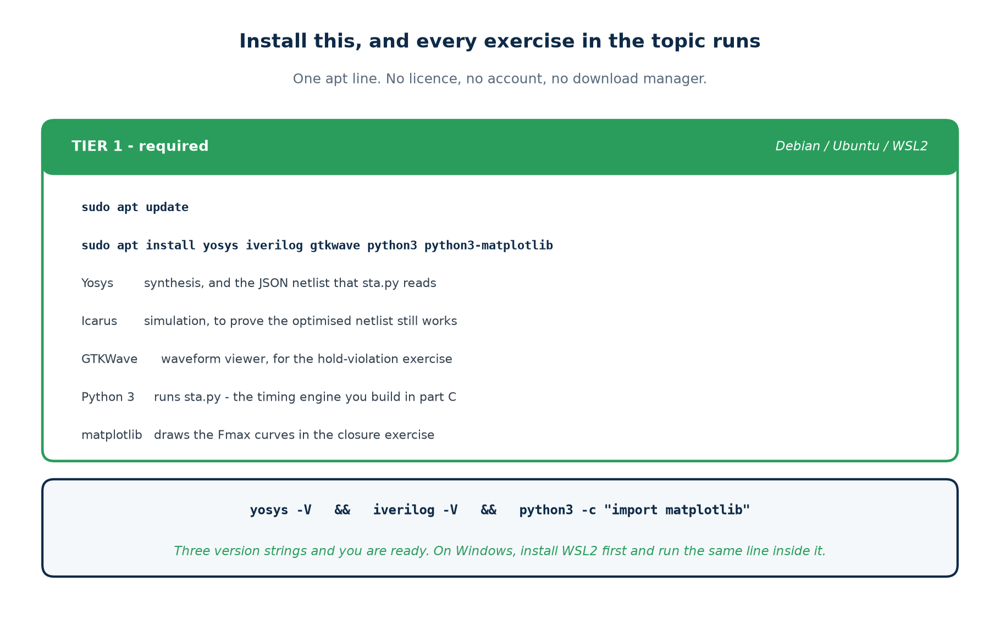 Install this, and every exercise in the topic runs
One apt line. No licence, no account, no download manager.
TIER 1 - required
Debian / Ubuntu / WSL2
sudo apt update
sudo apt install yosys iverilog gtkwave python3 python3-matplotlib
Yosys synthesis, and the JSON netlist that sta.py reads
Icarus simulation, to prove the optimised netlist still works
GTKWave waveform viewer, for the hold-violation exercise
Python 3 runs sta.py - the timing engine you build in part C
matplotlib draws the Fmax curves in the closure exercise
yosys -V && iverilog -V && python3 -c "import matplotlib"
Three version strings and you are ready. On Windows, install WSL2 first and run the same line inside it.